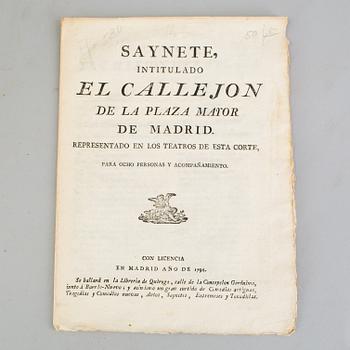 SAYNETE,
INTITULADO
EL CALLEJON
DE LA PLAZA MAYOR
DE MADRID.
REPRESENTADO EN LOS TEATROS DE ESTA CORTE,
PARA OCHO PERSONAS Y ACOMPAÑAMIENTO.
CON LICENCIA
EN MADRID AÑO DE 1791.
Se hallará en la Librería de Quiroga, calle de la Concepcion Gerónima,
junto á Barrio-Nuevo; y asimismo un gran surtido de Comedias antiguas,
Tragedias y Comedias nuevas, Autos, Saynetes, Entremeses y Tonadillas.